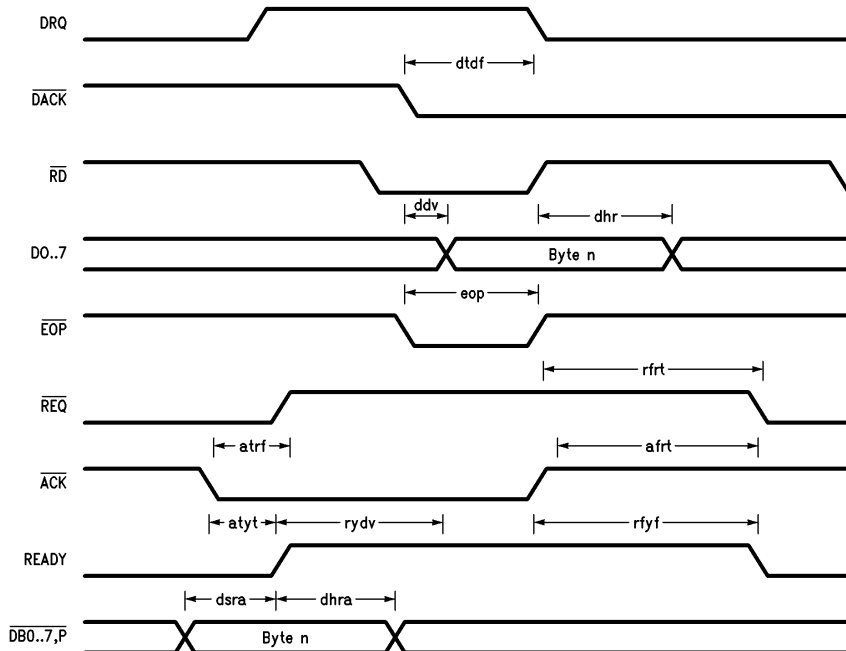 DRQ
dtdf
DACK
RD
ddv
dhr
D0..7
Byte n
eop
EOP
rfrt
REQ
atrf
afrt
ACK
atyt
rydv
rfyf
READY
dsra
dhra
DB0..7,P
Byte n